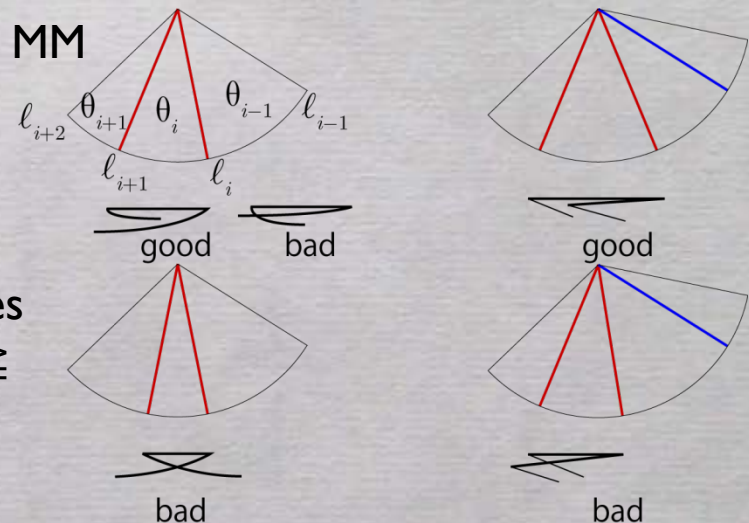 MM
θ_{i+1} θ_i θ_{i-1}
ℓ_{i+2} ℓ_{i-1}
ℓ_{i+1} ℓ_i
good bad good
es
≥
bad bad